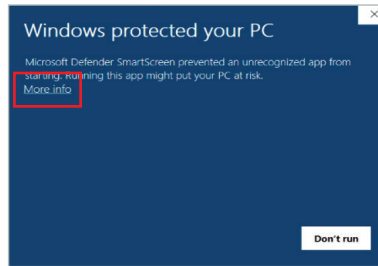 Windows protected your PC
Microsoft Defender SmartScreen prevented an unrecognized app from
starting. Running this app might put your PC at risk.
More info
Don't run